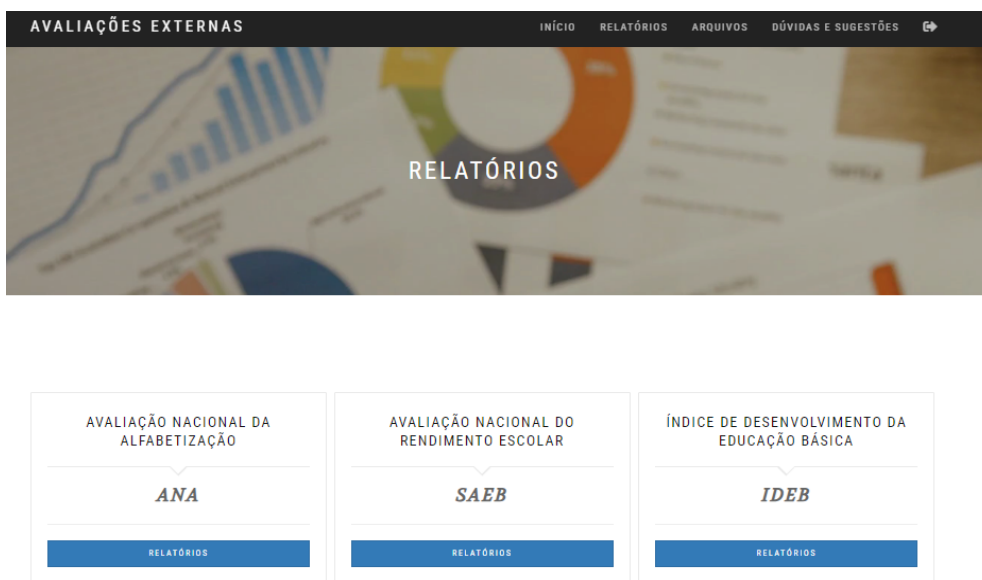 AVALIAÇÕES EXTERNAS
INÍCIO RELATÓRIOS ARQUIVOS DÚVIDAS E SUGESTÕES
RELATÓRIOS
AVALIAÇÃO NACIONAL DA
ALFABETIZAÇÃO
ANA
RELATÓRIOS
AVALIAÇÃO NACIONAL DO
RENDIMENTO ESCOLAR
SAEB
RELATÓRIOS
ÍNDICE DE DESENVOLVIMENTO DA
EDUCAÇÃO BÁSICA
IDEB
RELATÓRIOS